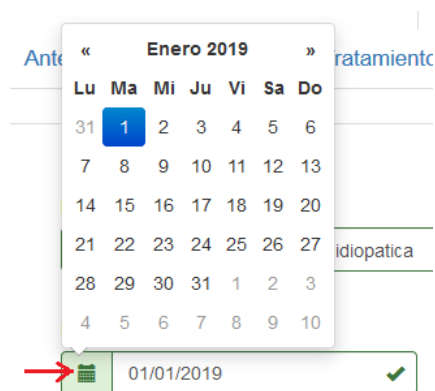 « Enero 2019 »
Ante ratamiento
Lu Ma Mi Ju Vi Sa Do
31 1 2 3 4 5 6
7 8 9 10 11 12 13
14 15 16 17 18 19 20
21 22 23 24 25 26 27
idiopatica
28 29 30 31 1 2 3
4 5 6 7 8 9 10
01/01/2019